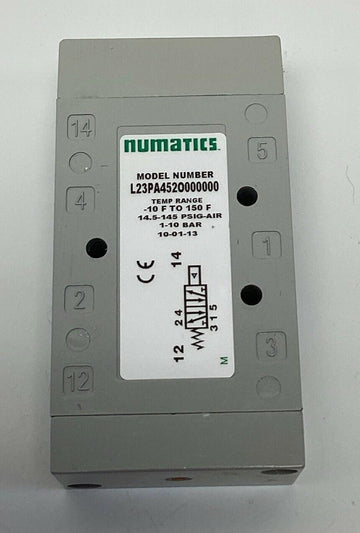 14
5
4
1
2
3
12
NUMATICS
MODEL NUMBER
L23PA452O000000
TEMP RANGE
-10 F TO 150 F
14.5-145 PSIG-AIR
1-10 BAR
10-01-13
CE
14
2 4
3 1 5
12
M